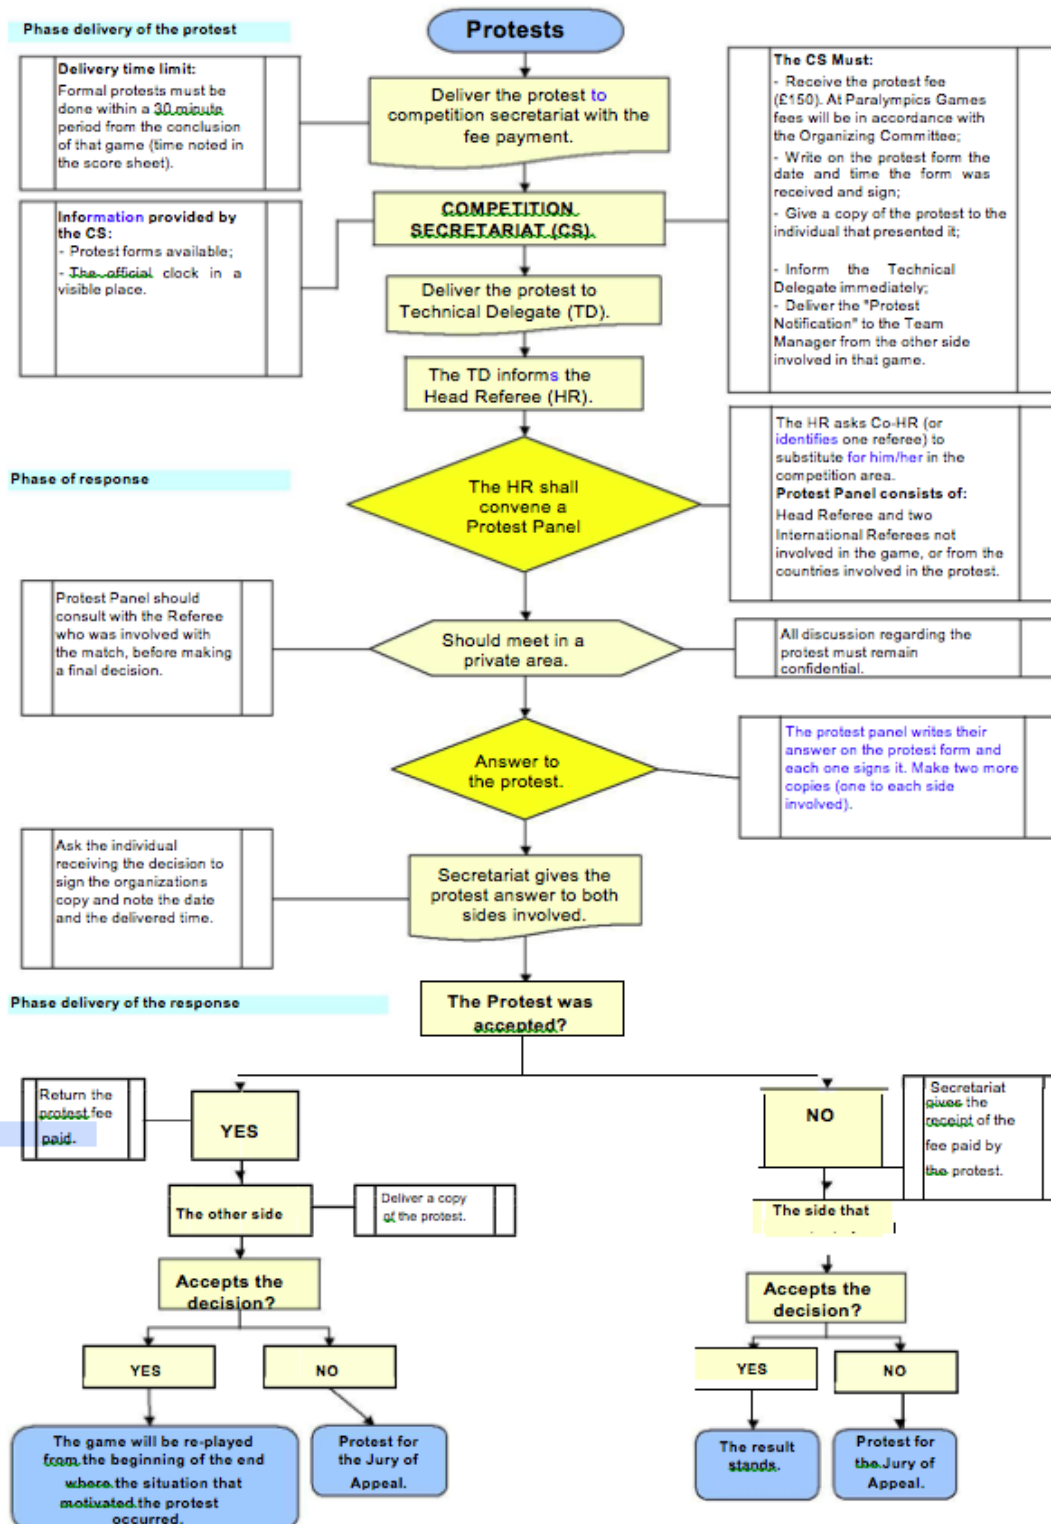 Protests
Phase delivery of the protest
Delivery time limit:
Formal protests must be
done within a 30 minute
period from the conclusion
of that game (time noted
in the score sheet).
Deliver the protest to
competition secretariat with the
fee payment.
The CS Must:
- Receive the protest fee
(£150). At Paralympics Games
fees will be in accordance with
the Organizing Committee;
- Write on the protest form the
date and time the form was
received and sign;
- Give a copy of the protest to the
individual that presented it;
- Inform the Technical
Delegate immediately;
- Deliver the "Protest
Notification" to the Team
Manager from the other side
involved in that game.
Information provided by
the CS:
- Protest forms available;
- The official clock in a
visible place.
COMPETITION
SECRETARIAT (CS).
Deliver the protest to
Technical Delegate (TD).
The TD informs the
Head Referee (HR).
Phase of response
The HR shall
convene a
Protest Panel
The HR asks Co-HR (or
identifies one referee) to
substitute for him/her in the
competition area.
Protest Panel consists of:
Head Referee and two
International Referees not
involved in the game, or from the
countries involved in the protest.
Protest Panel should
consult with the Referee
who was involved with
the match, before making
a final decision.
Should meet in a
private area.
All discussion regarding the
protest must remain
confidential.
Answer to
the protest.
The protest panel writes their
answer on the protest form and
each one signs it. Make two more
copies (one to each side
involved).
Ask the individual
receiving the decision to
sign the organizations
copy and note the date
and the delivered time.
Secretariat gives the
protest answer to both
sides involved.
Phase delivery of the response
The Protest was
accepted?
Return the
protest fee
paid.
YES
NO
Secretariat
gives the
receipt of the
fee paid by
the protest.
The other side
Deliver a copy
of the protest.
The side that
Accepts the
decision?
Accepts the
decision?
YES
NO
YES
NO
The game will be re-played
from the beginning of the end
where the situation that
motivated the protest
occurred.
Protest for
the Jury of
Appeal.
The result
stands.
Protest for
the Jury of
Appeal.